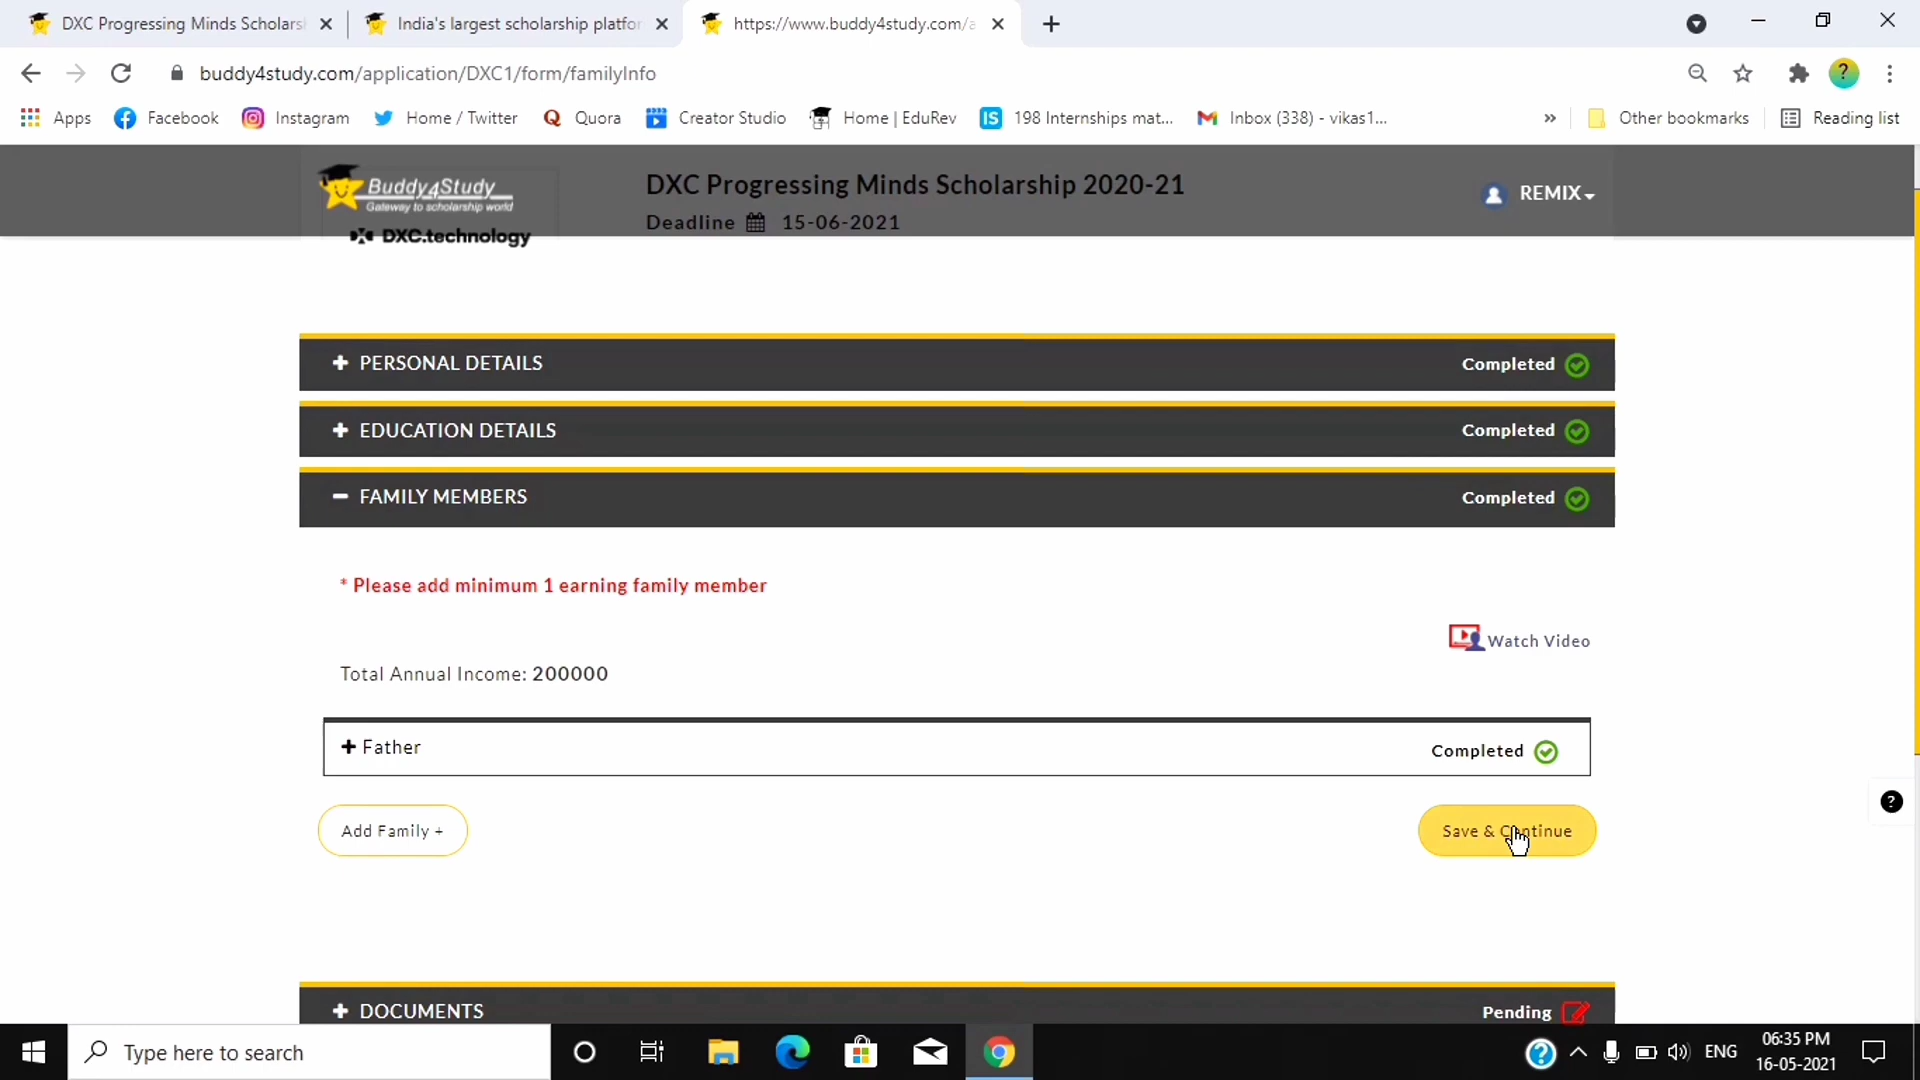 DXC Progressing Minds Scholars
India's largest scholarship platfor
https://www.buddy4study.com/a
buddy4study.com/application/DXC1/form/familyInfo
Apps
Facebook
Instagram
Home / Twitter
Quora
Creator Studio
Home | EduRev
IS
198 Internships mat...
Inbox (338) - vikas1...
»
Other bookmarks
Reading list
Buddy4Study
Gateway to scholarship world
DXC.technology
DXC Progressing Minds Scholarship 2020-21
Deadline 15-06-2021
REMIX
+ PERSONAL DETAILS Completed
+ EDUCATION DETAILS Completed
− FAMILY MEMBERS Completed
* Please add minimum 1 earning family member
Watch Video
Total Annual Income: 200000
+ Father Completed
Add Family +
Save & Continue
+ DOCUMENTS Pending
Type here to search
ENG
06:35 PM
16-05-2021